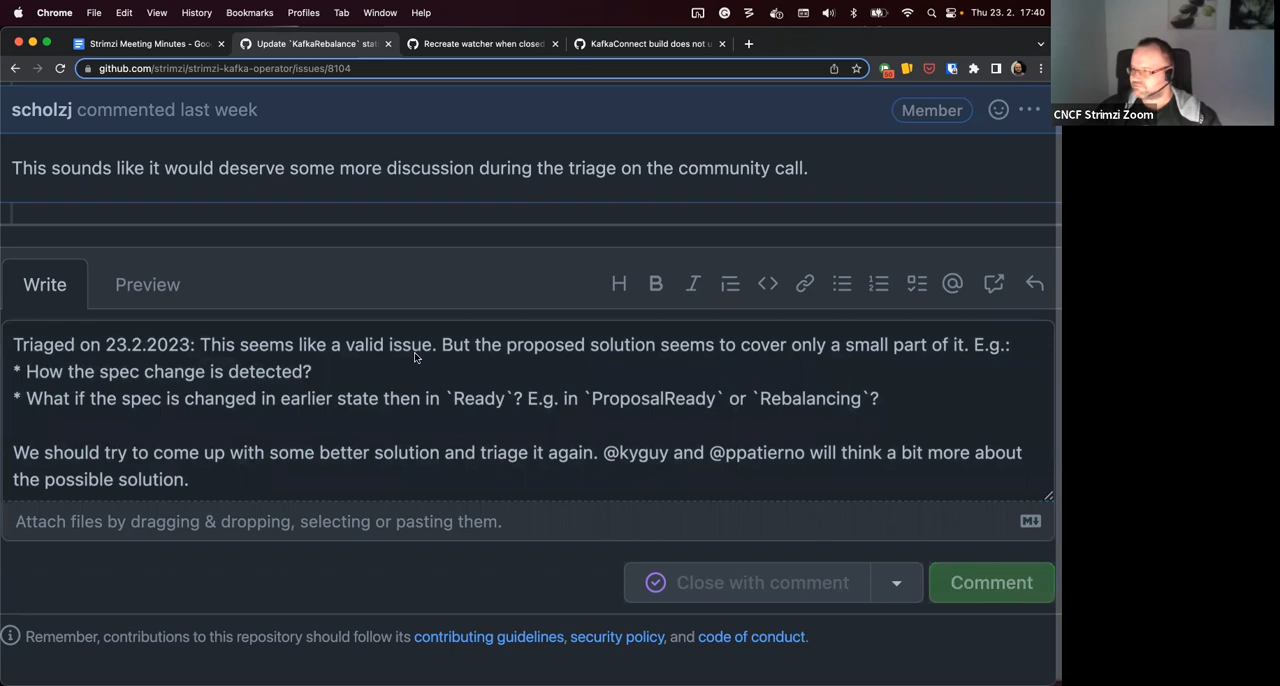 Chrome File Edit View History Bookmarks Profiles Tab Window Help Thu 23. 2. 17:40
Strimzi Meeting Minutes - Goo Update `KafkaRebalance` stat Recreate watcher when closed KafkaConnect build does not u
github.com/strimzi/strimzi-kafka-operator/issues/8104
50
CNCF Strimzi Zoom
scholzj commented last week Member
This sounds like it would deserve some more discussion during the triage on the community call.
Write Preview
Triaged on 23.2.2023: This seems like a valid issue. But the proposed solution seems to cover only a small part of it. E.g.:
* How the spec change is detected?
* What if the spec is changed in earlier state then in `Ready`? E.g. in `ProposalReady` or `Rebalancing`?
We should try to come up with some better solution and triage it again. @kyguy and @ppatierno will think a bit more about
the possible solution.
Attach files by dragging & dropping, selecting or pasting them.
Close with comment Comment
Remember, contributions to this repository should follow its contributing guidelines, security policy, and code of conduct.